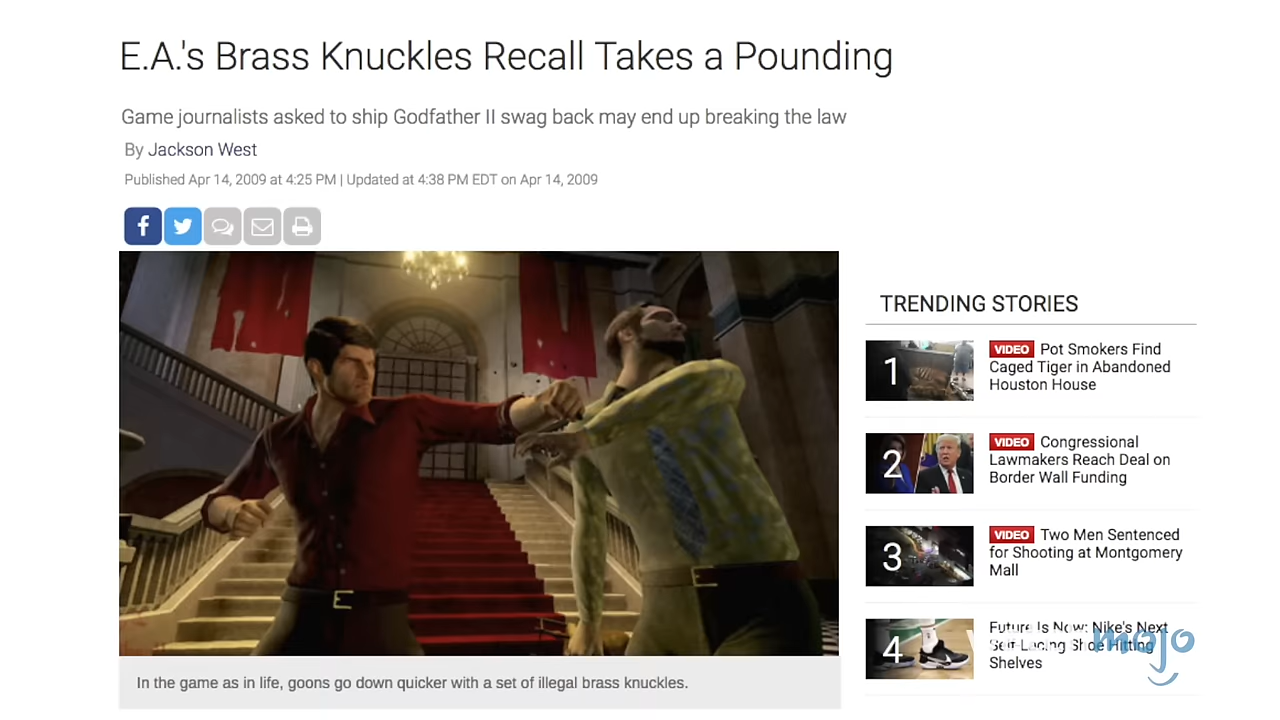 E.A.'s Brass Knuckles Recall Takes a Pounding
Game journalists asked to ship Godfather II swag back may end up breaking the law
By Jackson West
Published Apr 14, 2009 at 4:25 PM | Updated at 4:38 PM EDT on Apr 14, 2009
In the game as in life, goons go down quicker with a set of illegal brass knuckles.
TRENDING STORIES
1
VIDEO Pot Smokers Find
Caged Tiger in Abandoned
Houston House
2
VIDEO Congressional
Lawmakers Reach Deal on
Border Wall Funding
3
VIDEO Two Men Sentenced
for Shooting at Montgomery
Mall
4
Future Is Now: Nike's Next
Self-Lacing Shoe Hitting
Shelves
mojo